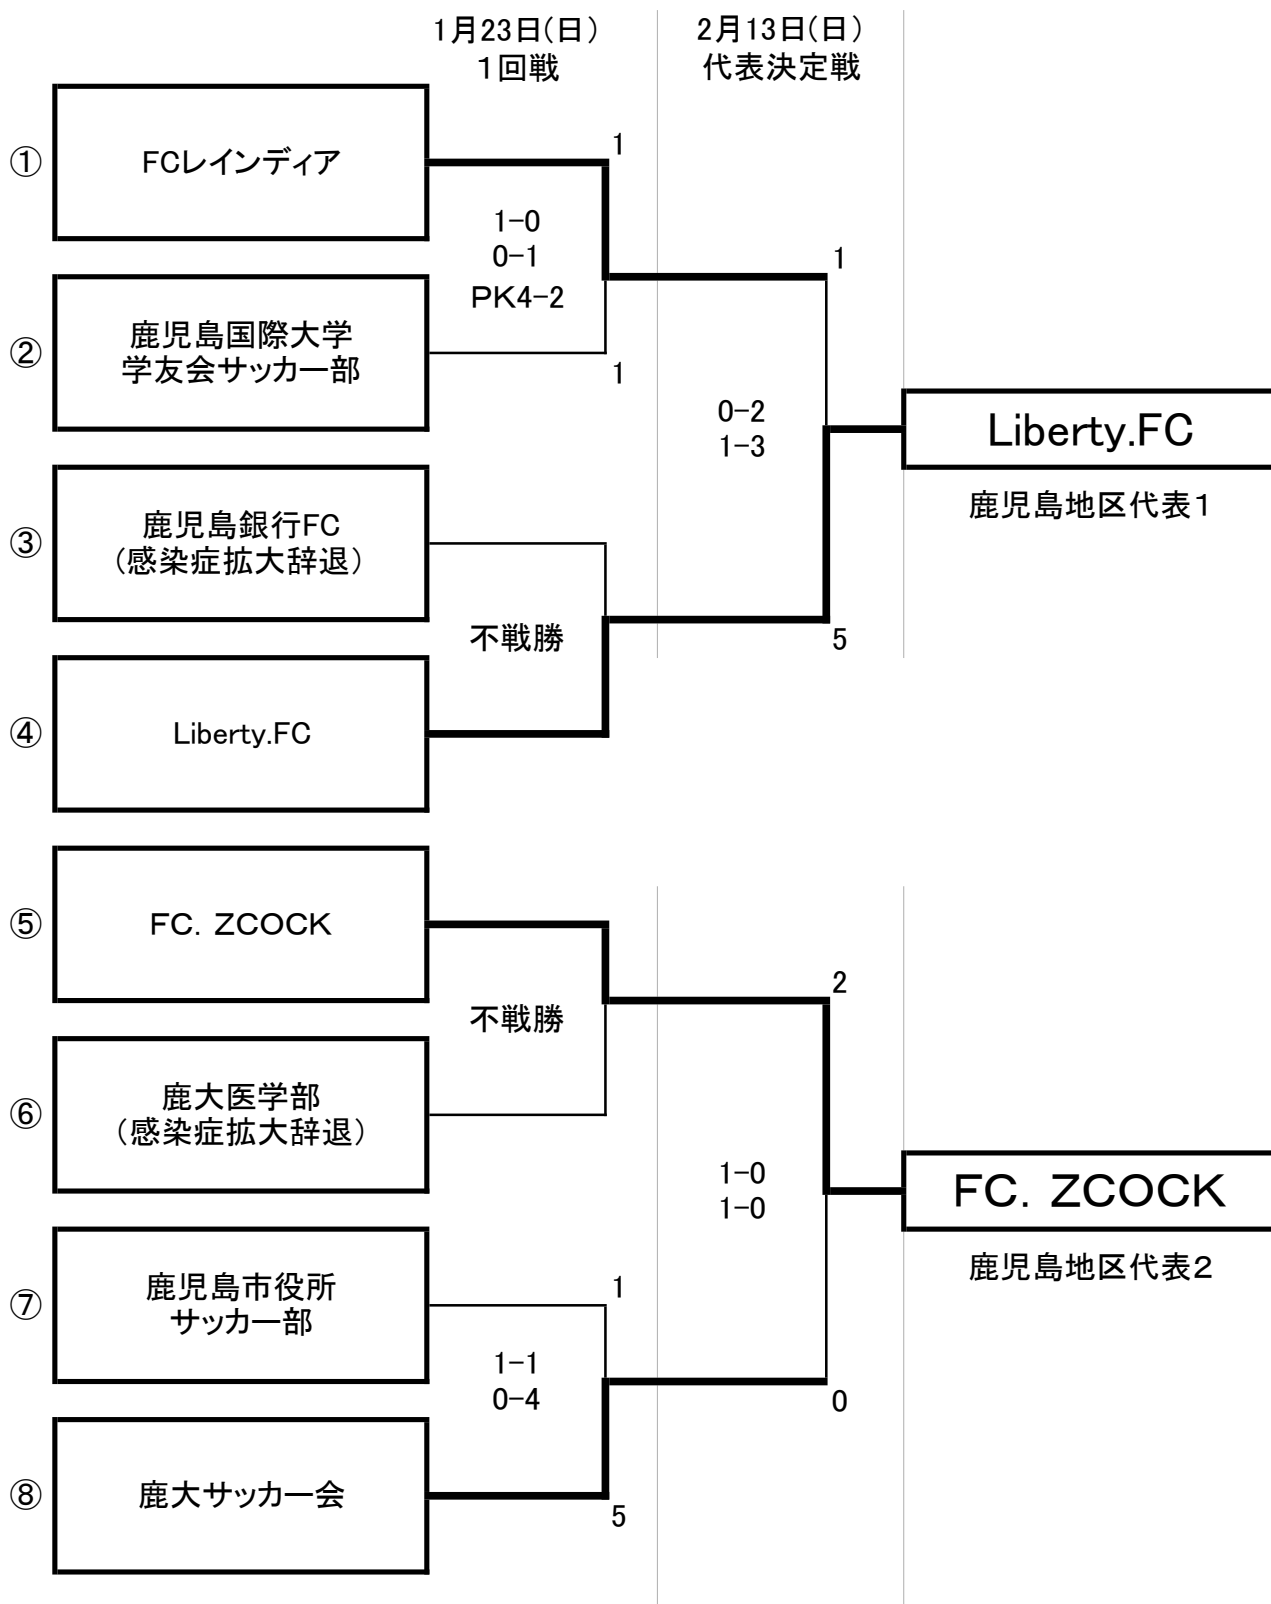 1月23日(日)
1回戦
2月13日(日)
代表決定戦
①
FCレインディア
1
1-0
0-1
PK4-2
②
鹿児島国際大学
学友会サッカー部
1
1
0-2
1-3
Liberty.FC
鹿児島地区代表1
③
鹿児島銀行FC
(感染症拡大辞退)
不戦勝
5
④
Liberty.FC
⑤
FC. ZCOCK
不戦勝
2
⑥
鹿大医学部
(感染症拡大辞退)
1-0
1-0
FC. ZCOCK
鹿児島地区代表2
⑦
鹿児島市役所
サッカー部
1
1-1
0-4
0
⑧
鹿大サッカー会
5